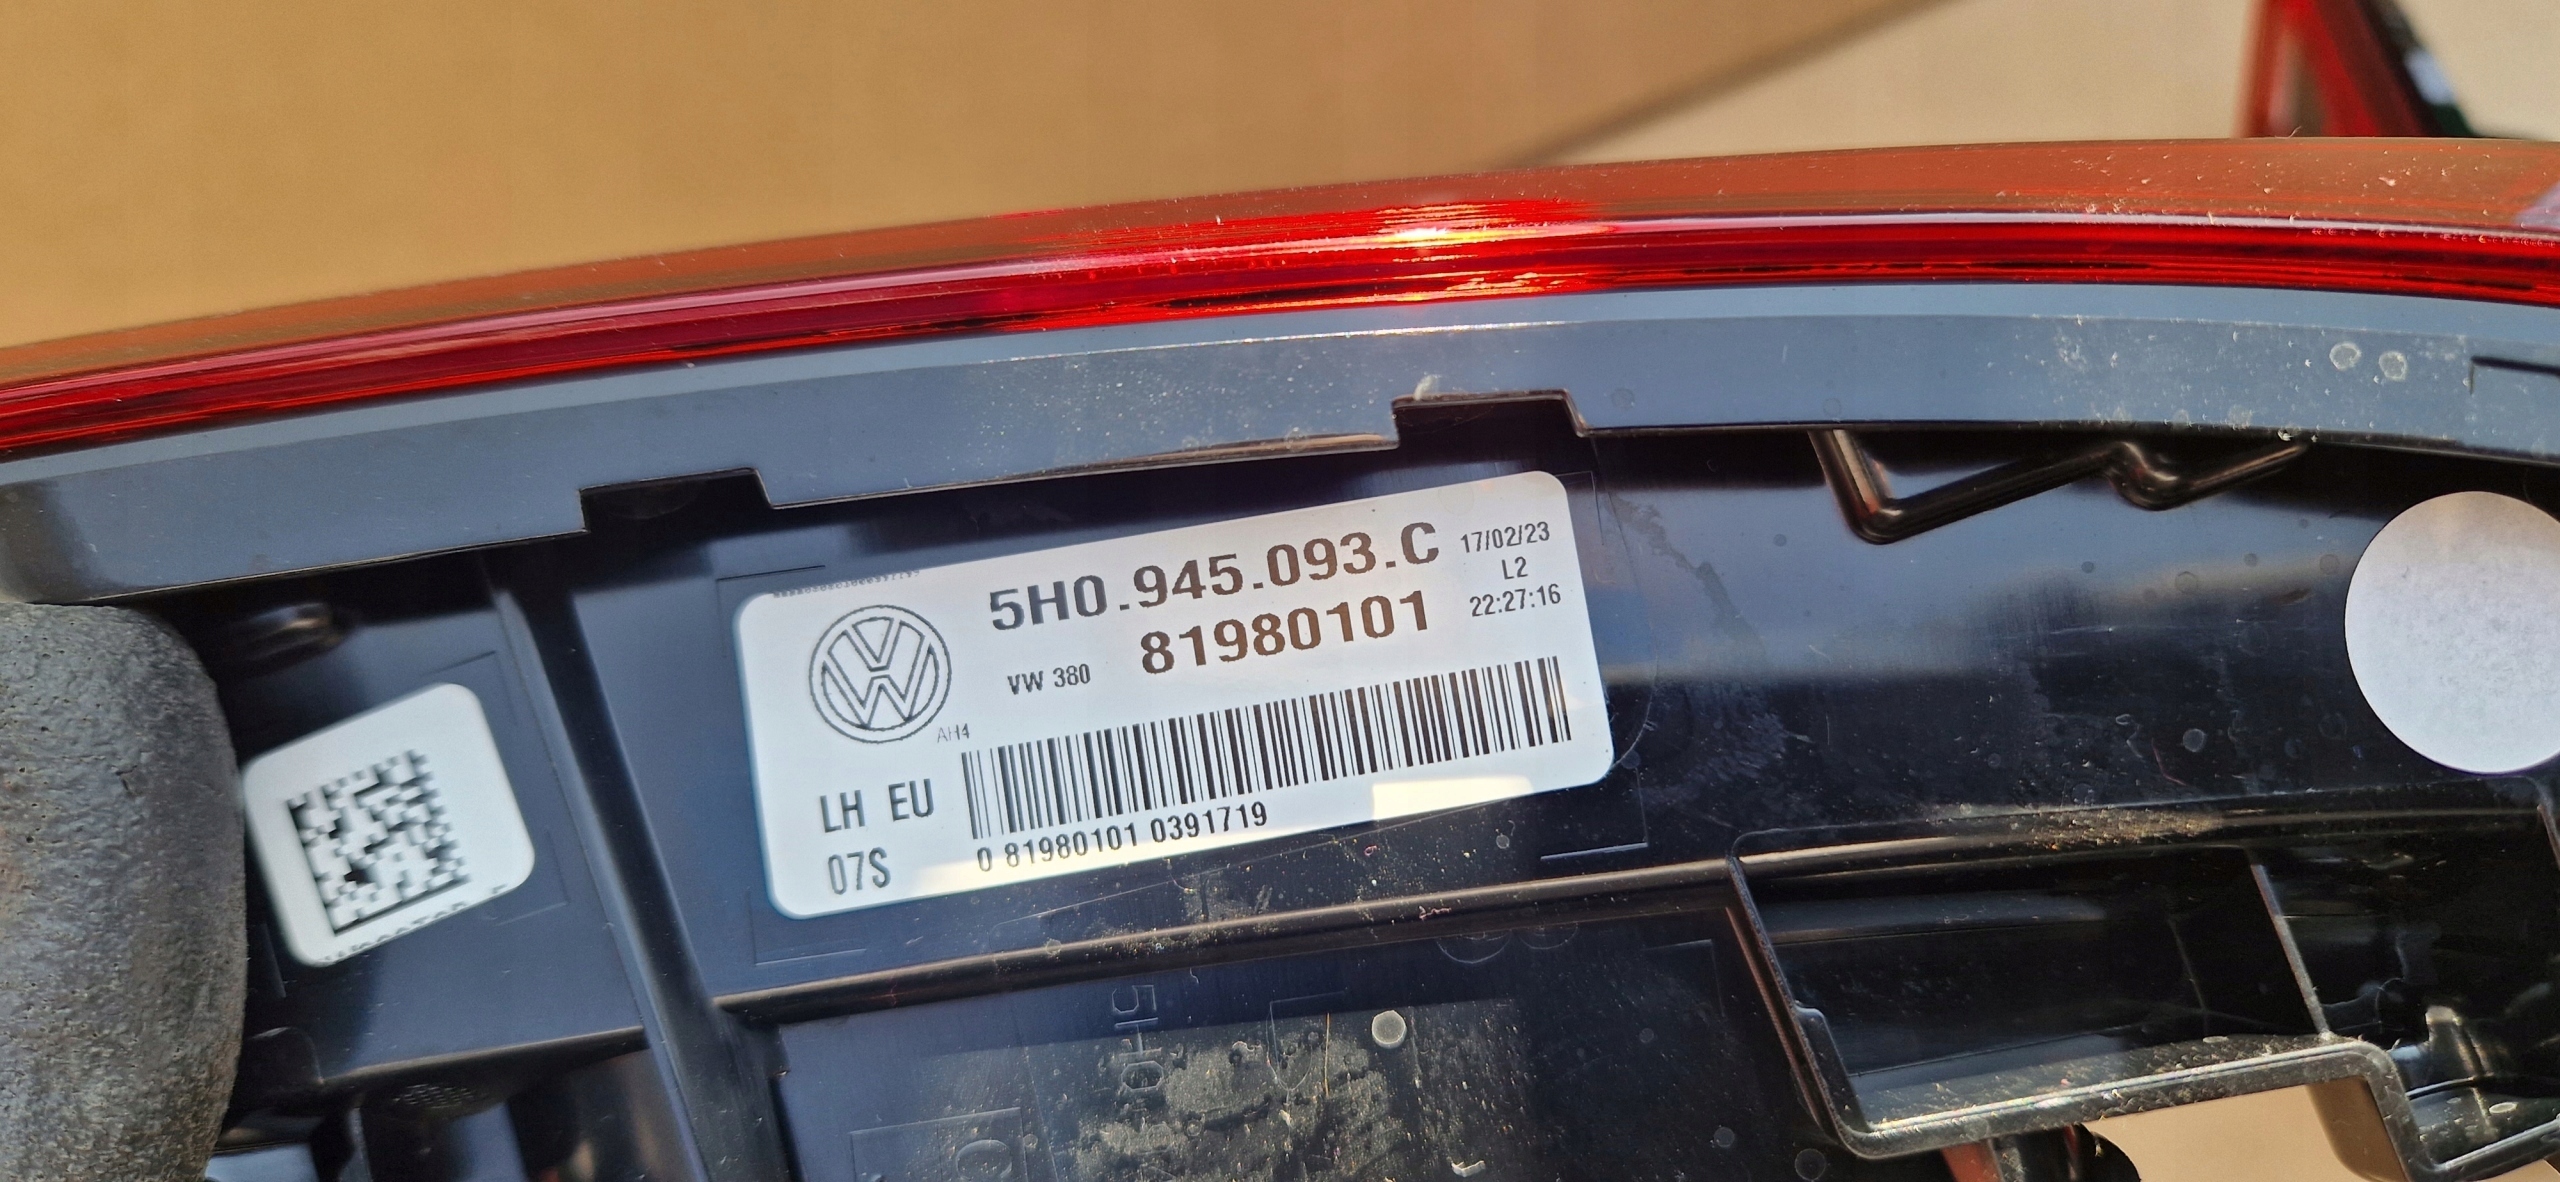 5H0.945.093.C
17/02/23
L2
81980101
22:27:16
VW 380
AH4
LH EU
07S
0 81980101 0391719
5H0